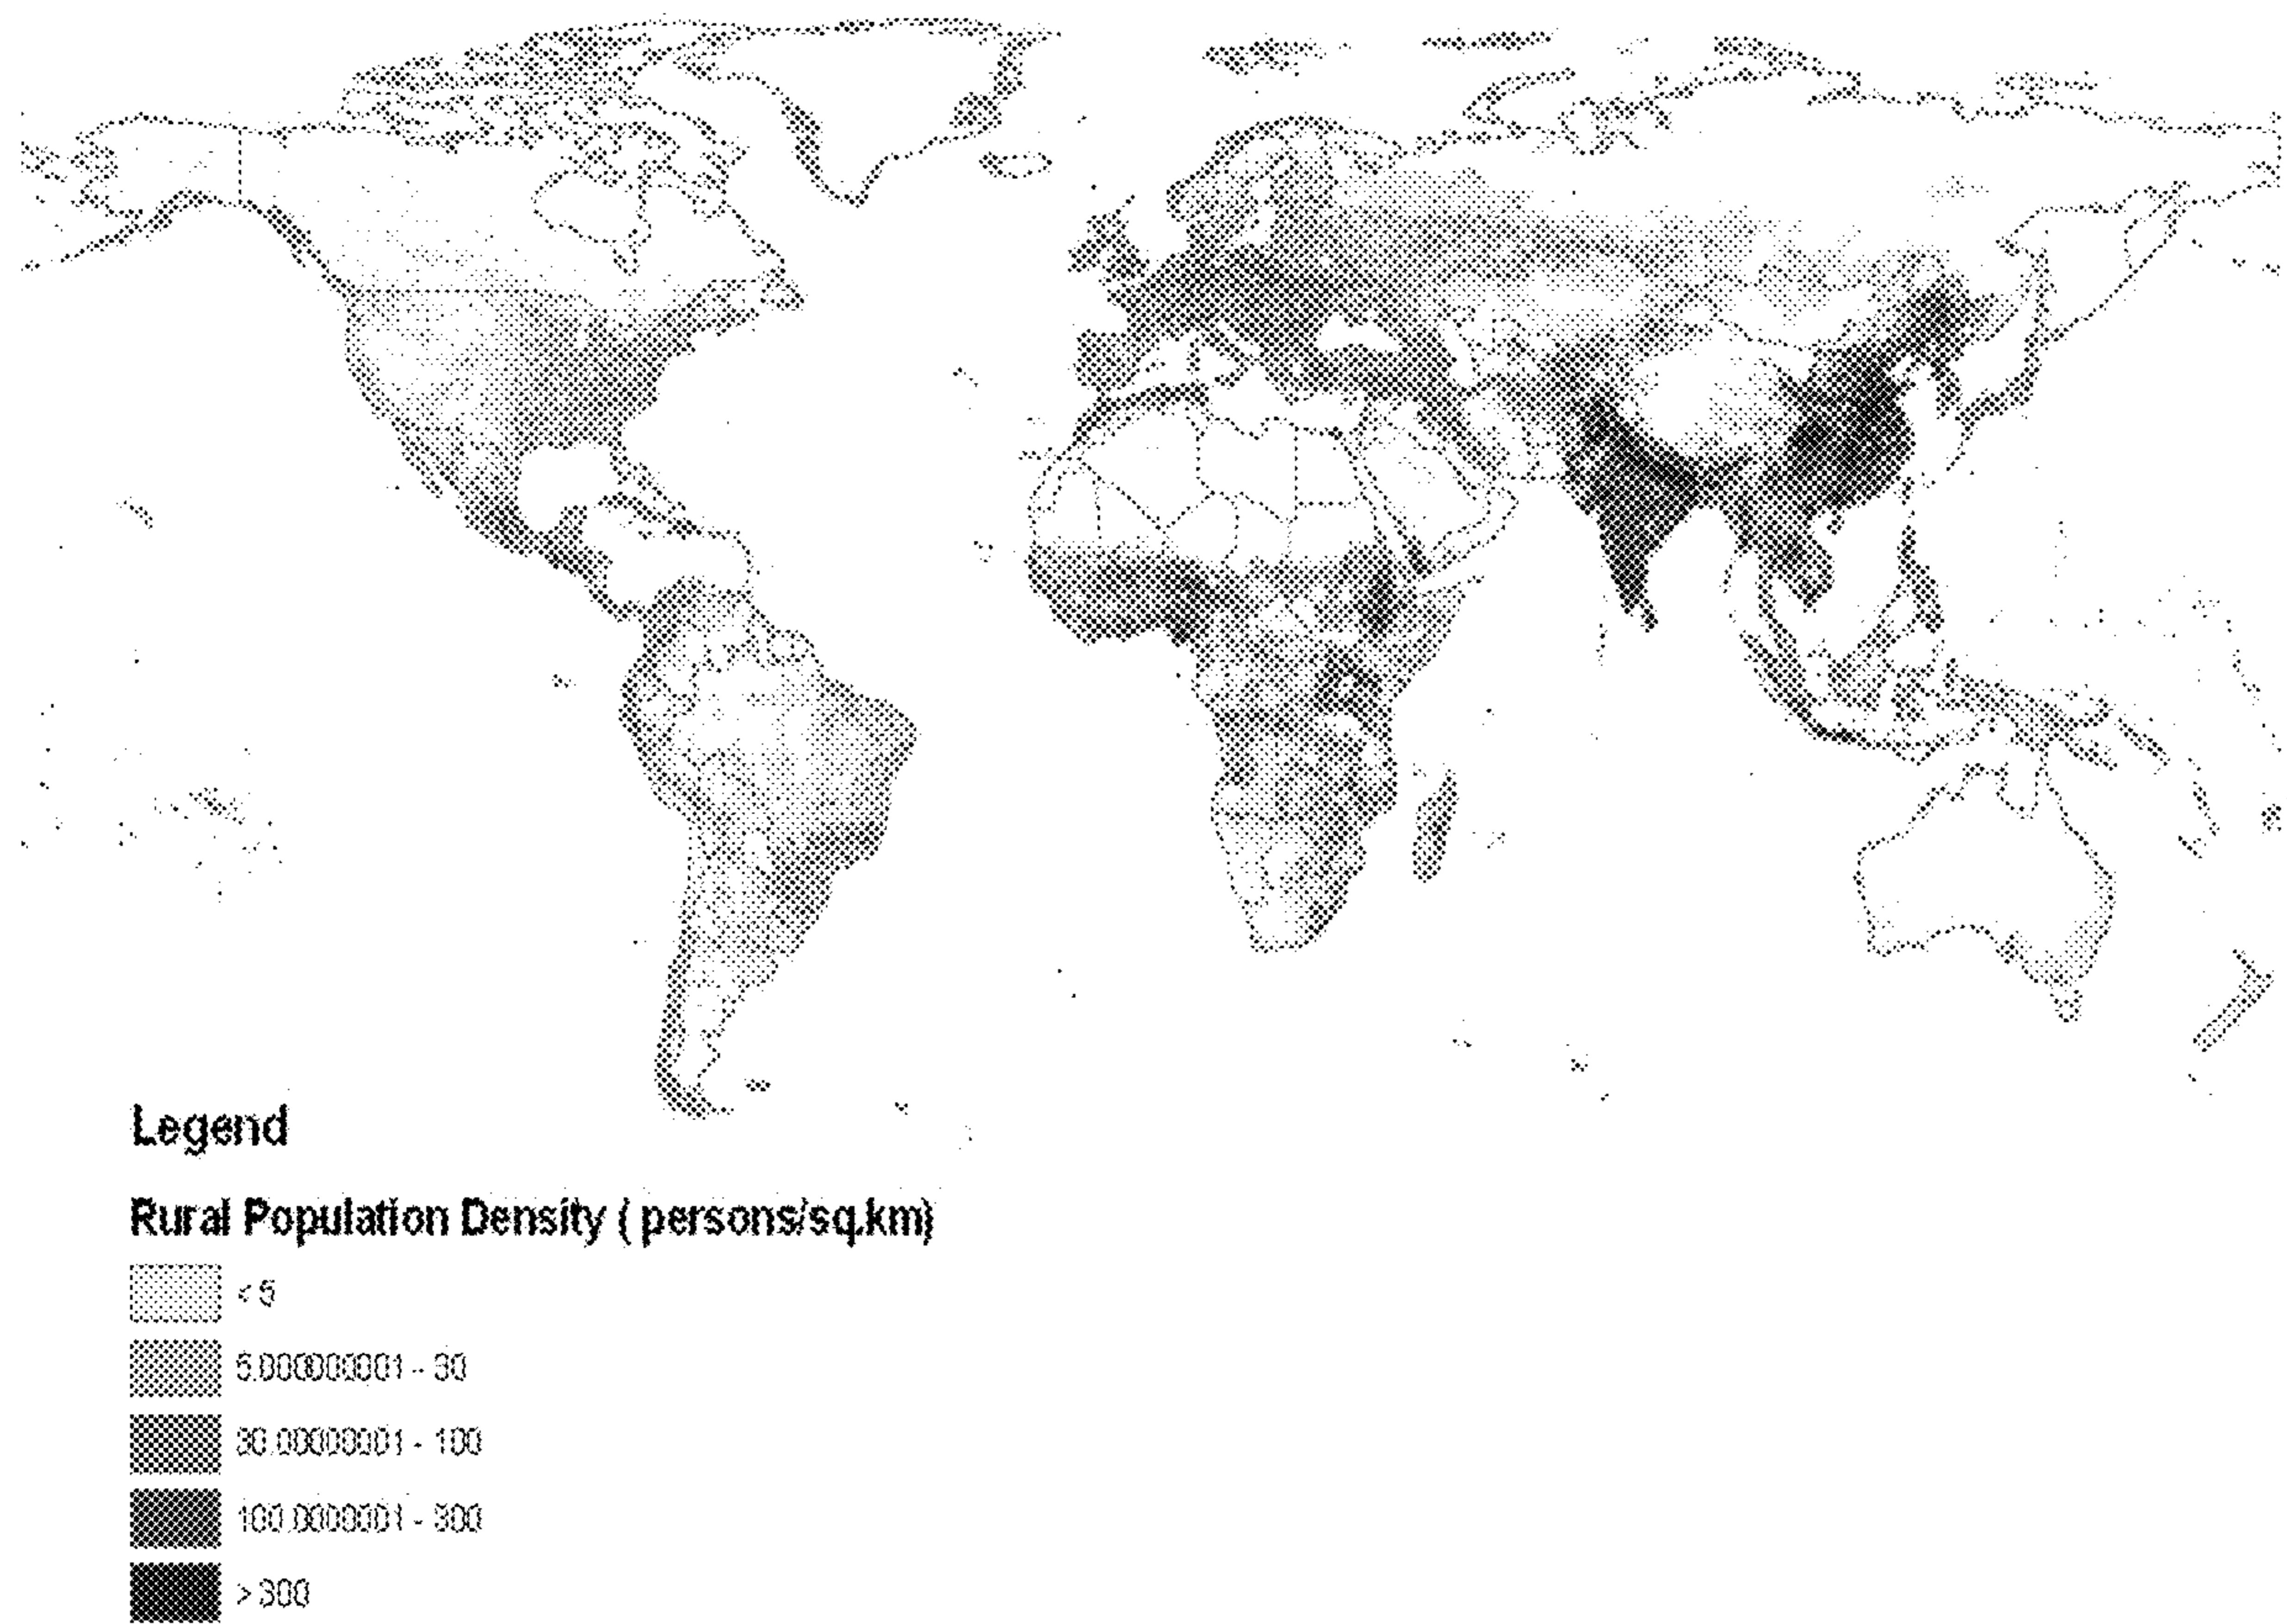 Legend
Rural Population Density ( persons/sq.km)
< 5
5.000000001 - 30
30.00000001 - 100
100.0000001 - 300
> 300